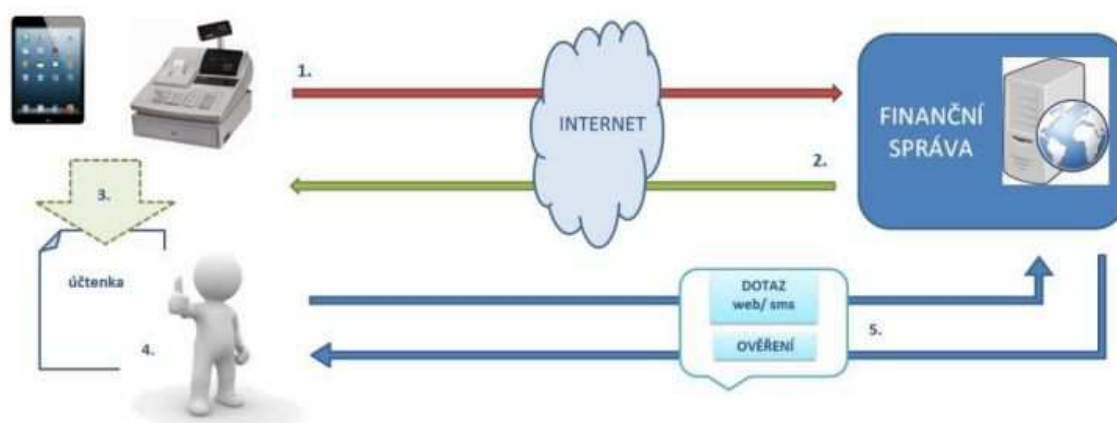 1.
INTERNET
FINANČNÍ
SPRÁVA
2.
3.
účtenka
4.
DOTAZ
web/ sms
5.
OVĚŘENÍ